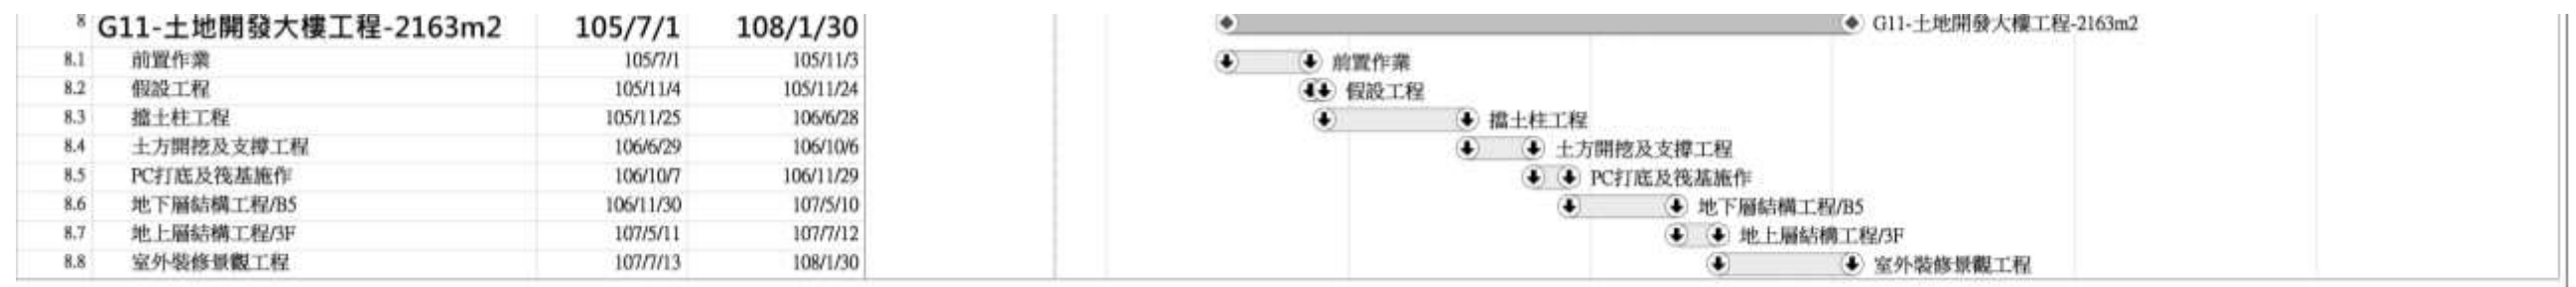 8 G11-土地開發大樓工程-2163m2 105/7/1 108/1/30 G11-土地開發大樓工程-2163m2
8.1 前置作業 105/7/1 105/11/3 前置作業
8.2 假設工程 105/11/4 105/11/24 假設工程
8.3 擋土柱工程 105/11/25 106/6/28 擋土柱工程
8.4 土方開挖及支撐工程 106/6/29 106/10/6 土方開挖及支撐工程
8.5 PC打底及筏基施作 106/10/7 106/11/29 PC打底及筏基施作
8.6 地下層結構工程/B5 106/11/30 107/5/10 地下層結構工程/B5
8.7 地上層結構工程/3F 107/5/11 107/7/12 地上層結構工程/3F
8.8 室外裝修景觀工程 107/7/13 108/1/30 室外裝修景觀工程